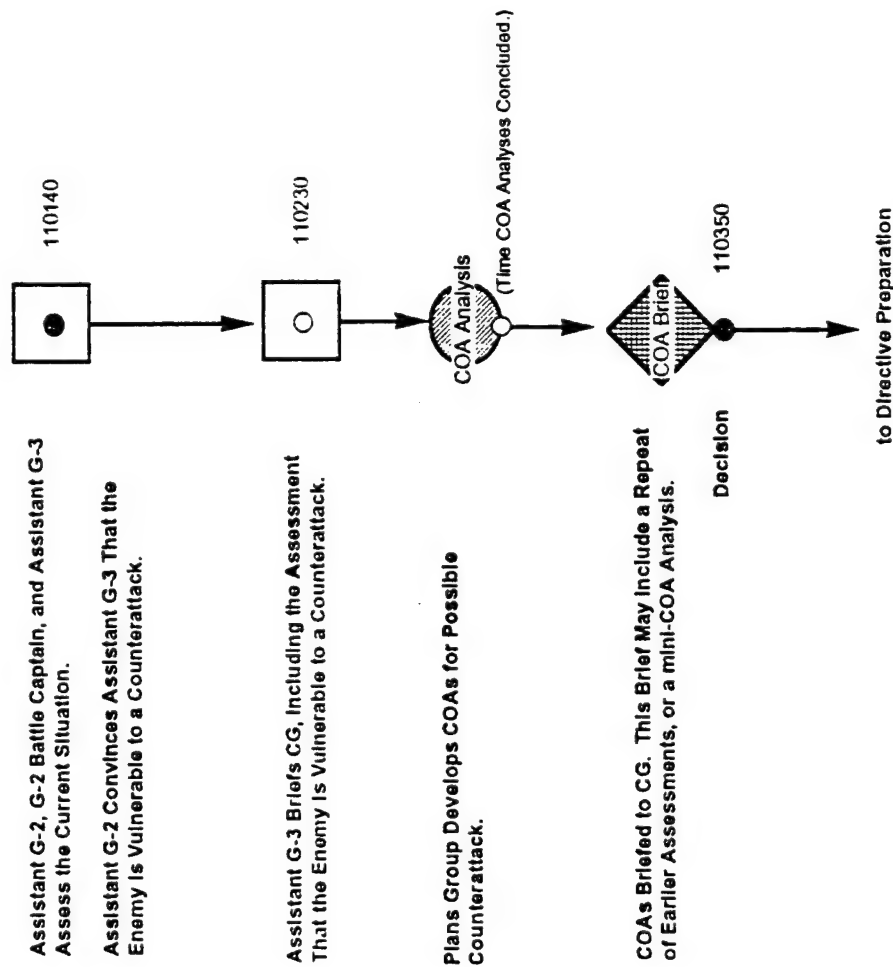 Assistant G-2, G-2 Battle Captain, and Assistant G-3
Assess the Current Situation.
Assistant G-2 Convinces Assistant G-3 That the
Enemy Is Vulnerable to a Counterattack.
110140
Assistant G-3 Briefs CG, Including the Assessment
That the Enemy Is Vulnerable to a Counterattack.
110230
Plans Group Develops COAs for Possible
Counterattack.
COA Analysis
(Time COA Analyses Concluded.)
COAs Briefed to CG. This Brief May Include a Repeat
of Earlier Assessments, or a mini-COA Analysis.
COA Brief
Decision
110350
to Directive Preparation